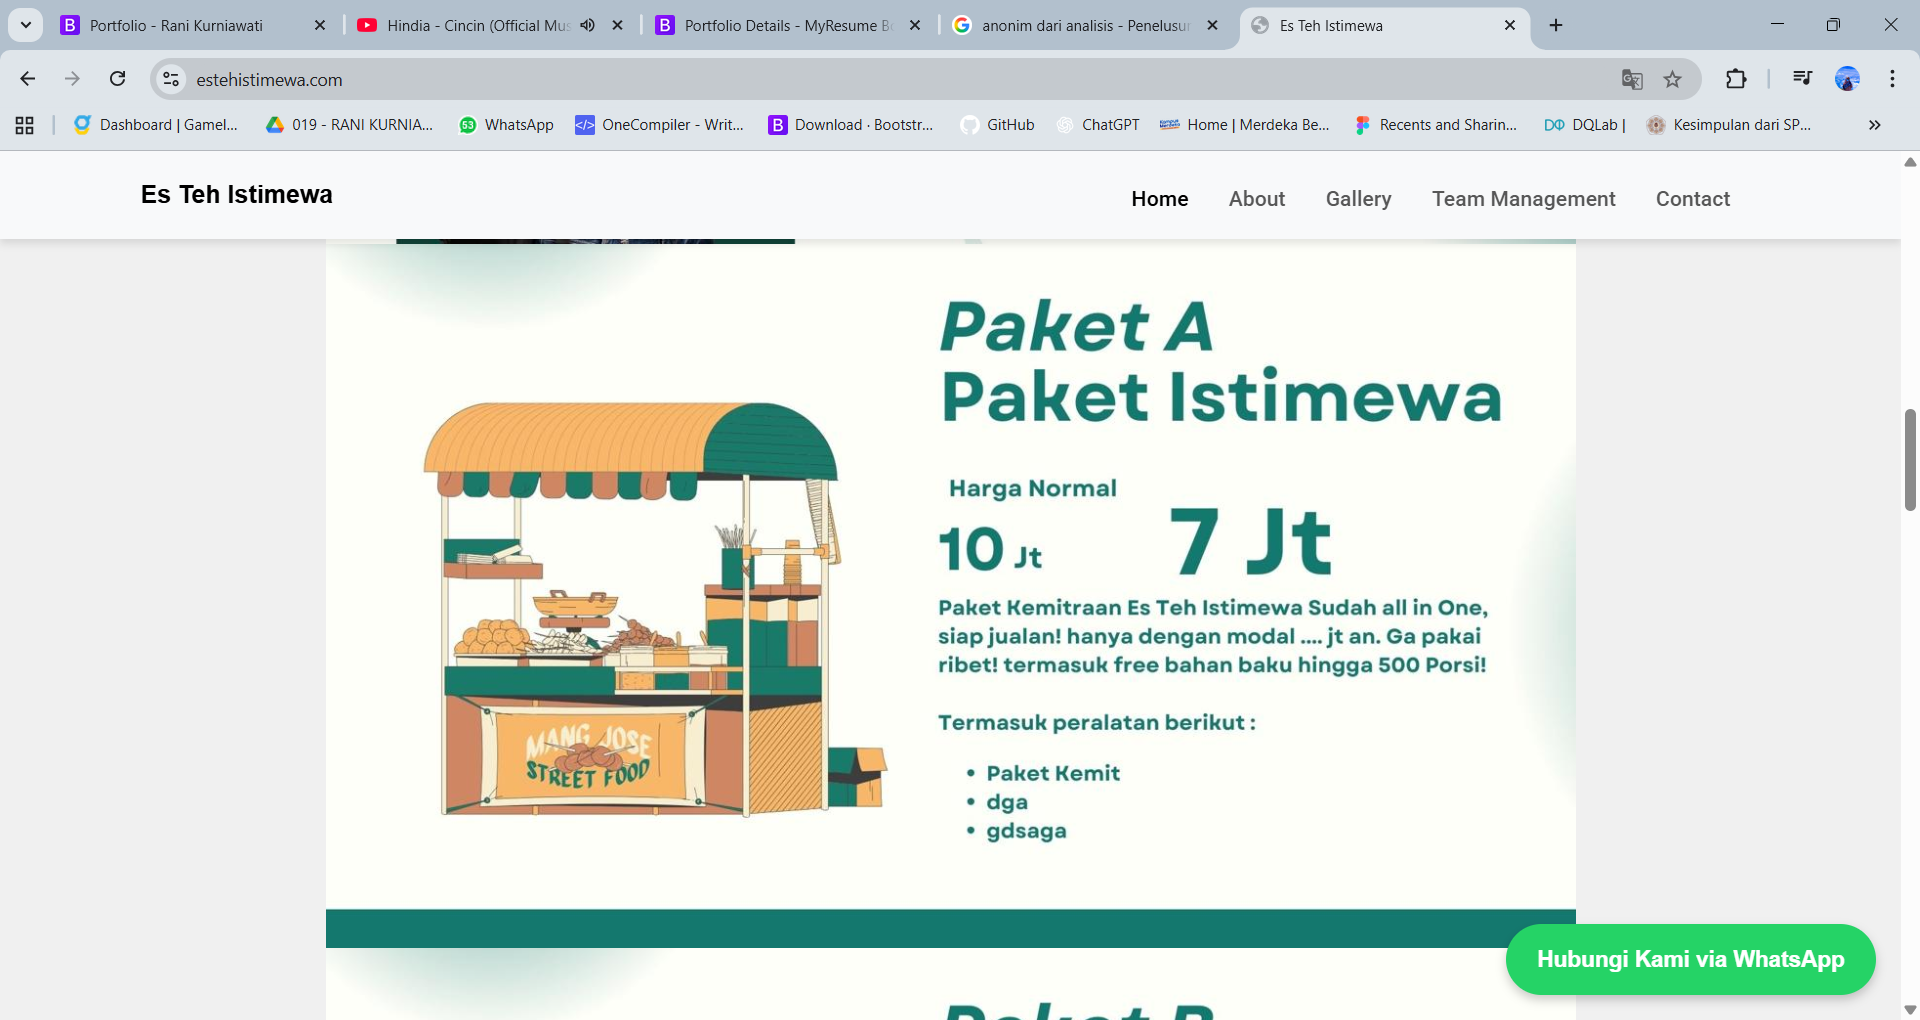 Portfolio - Rani Kurniawati
Hindia - Cincin (Official Mus
Portfolio Details - MyResume Bo
anonim dari analisis - Penelusur
Es Teh Istimewa
estehistimewa.com
Dashboard | Gamel...
019 - RANI KURNIA...
53
WhatsApp
</> OneCompiler - Writ...
B Download · Bootstr...
GitHub
ChatGPT
Home | Merdeka Be...
Recents and Sharin...
DQLab |
Kesimpulan dari SP...
Es Teh Istimewa
Home
About
Gallery
Team Management
Contact
Paket A
Paket Istimewa
Harga Normal
10 Jt
7 Jt
Paket Kemitraan Es Teh Istimewa Sudah all in One,
siap jualan! hanya dengan modal .... jt an. Ga pakai
ribet! termasuk free bahan baku hingga 500 Porsi!
Termasuk peralatan berikut :
• Paket Kemit
• dga
• gdsaga
MANG JOSE
STREET FOOD
Paket B
Hubungi Kami via WhatsApp